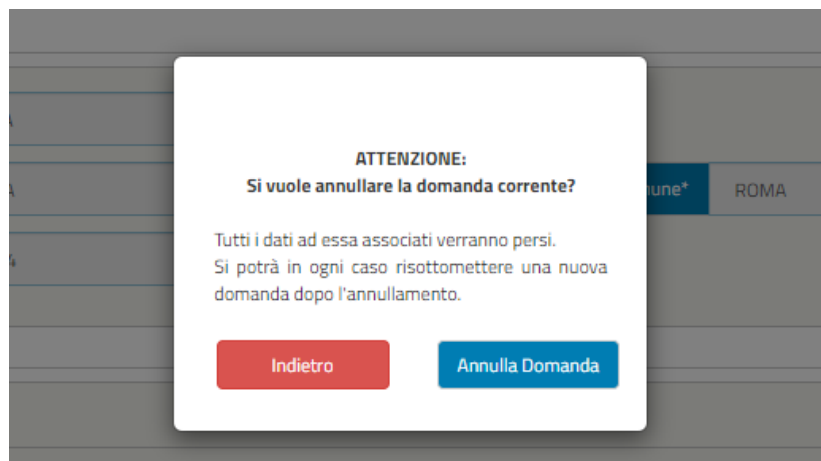 ATTENZIONE:
Si vuole annullare la domanda corrente?
une* ROMA
Tutti i dati ad essa associati verranno persi.
Si potrà in ogni caso risottomettere una nuova
domanda dopo l'annullamento.
Indietro Annulla Domanda